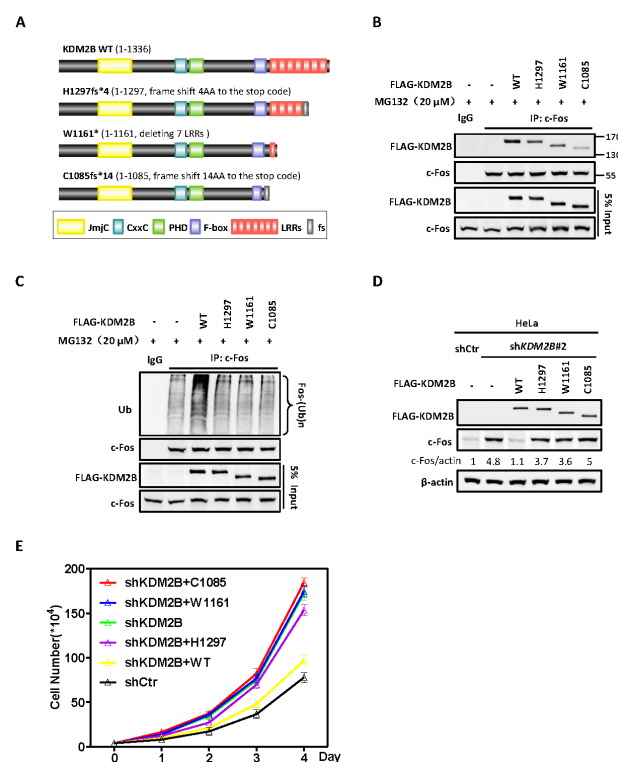 A
KDM2B WT (1-1336)
H1297fs*4 (1-1297, frame shift 4AA to the stop code)
W1161* (1-1161, deleting 7 LRRs )
C1085fs*14 (1-1085, frame shift 14AA to the stop code)
JmjC CxxC PHD F-box LRRs fs
B
FLAG-KDM2B - - WT H1297 W1161 C1085
MG132 (20 μM) + + + + + +
IgG IP: c-Fos
FLAG-KDM2B 170
130
c-Fos 55
FLAG-KDM2B
c-Fos
5% Input
C
FLAG-KDM2B - - WT H1297 W1161 C1085
MG132 (20 μM) + + + + + +
IgG IP: c-Fos
Ub Fos-(Ub)n
c-Fos
FLAG-KDM2B
c-Fos
5% Input
D
HeLa
shCtr shKDM2B#2
FLAG-KDM2B - - WT H1297 W1161 C1085
FLAG-KDM2B
c-Fos
c-Fos/actin 1 4.8 1.1 3.7 3.6 5
β-actin
E
Cell Number(*10⁴)
200
150
100
50
0
shKDM2B+C1085
shKDM2B+W1161
shKDM2B
shKDM2B+H1297
shKDM2B+WT
shCtr
0 1 2 3 4 Day